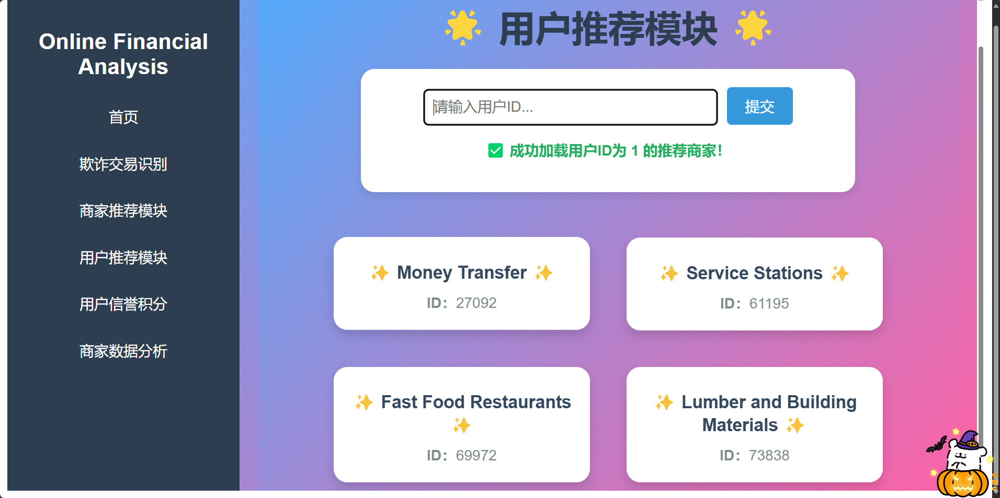 Online Financial
Analysis
首页
欺诈交易识别
商家推荐模块
用户推荐模块
用户信誉积分
商家数据分析
🌟 用户推荐模块 🌟
请输入用户ID...
提交
✅ 成功加载用户ID为 1 的推荐商家！
✨ Money Transfer ✨
ID：27092
✨ Service Stations ✨
ID：61195
✨ Fast Food Restaurants
✨
ID：69972
✨ Lumber and Building
Materials ✨
ID：73838